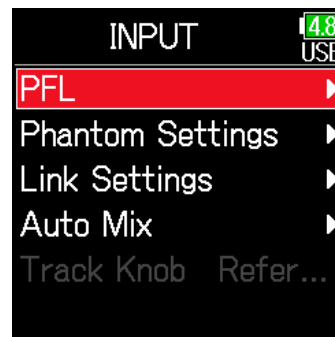 INPUT
4.8
USB
PFL
Phantom Settings
Link Settings
Auto Mix
Track Knob Refer...